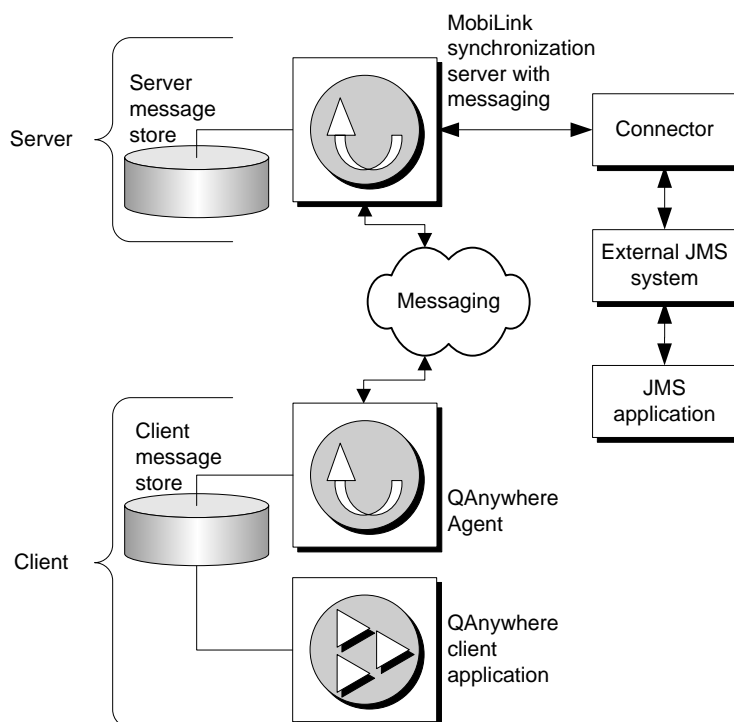 MobiLink
synchronization
server with
messaging
Server
message
store
Server
Connector
External JMS
system
Messaging
JMS
application
Client
message
store
QAnywhere
Agent
Client
QAnywhere
client
application